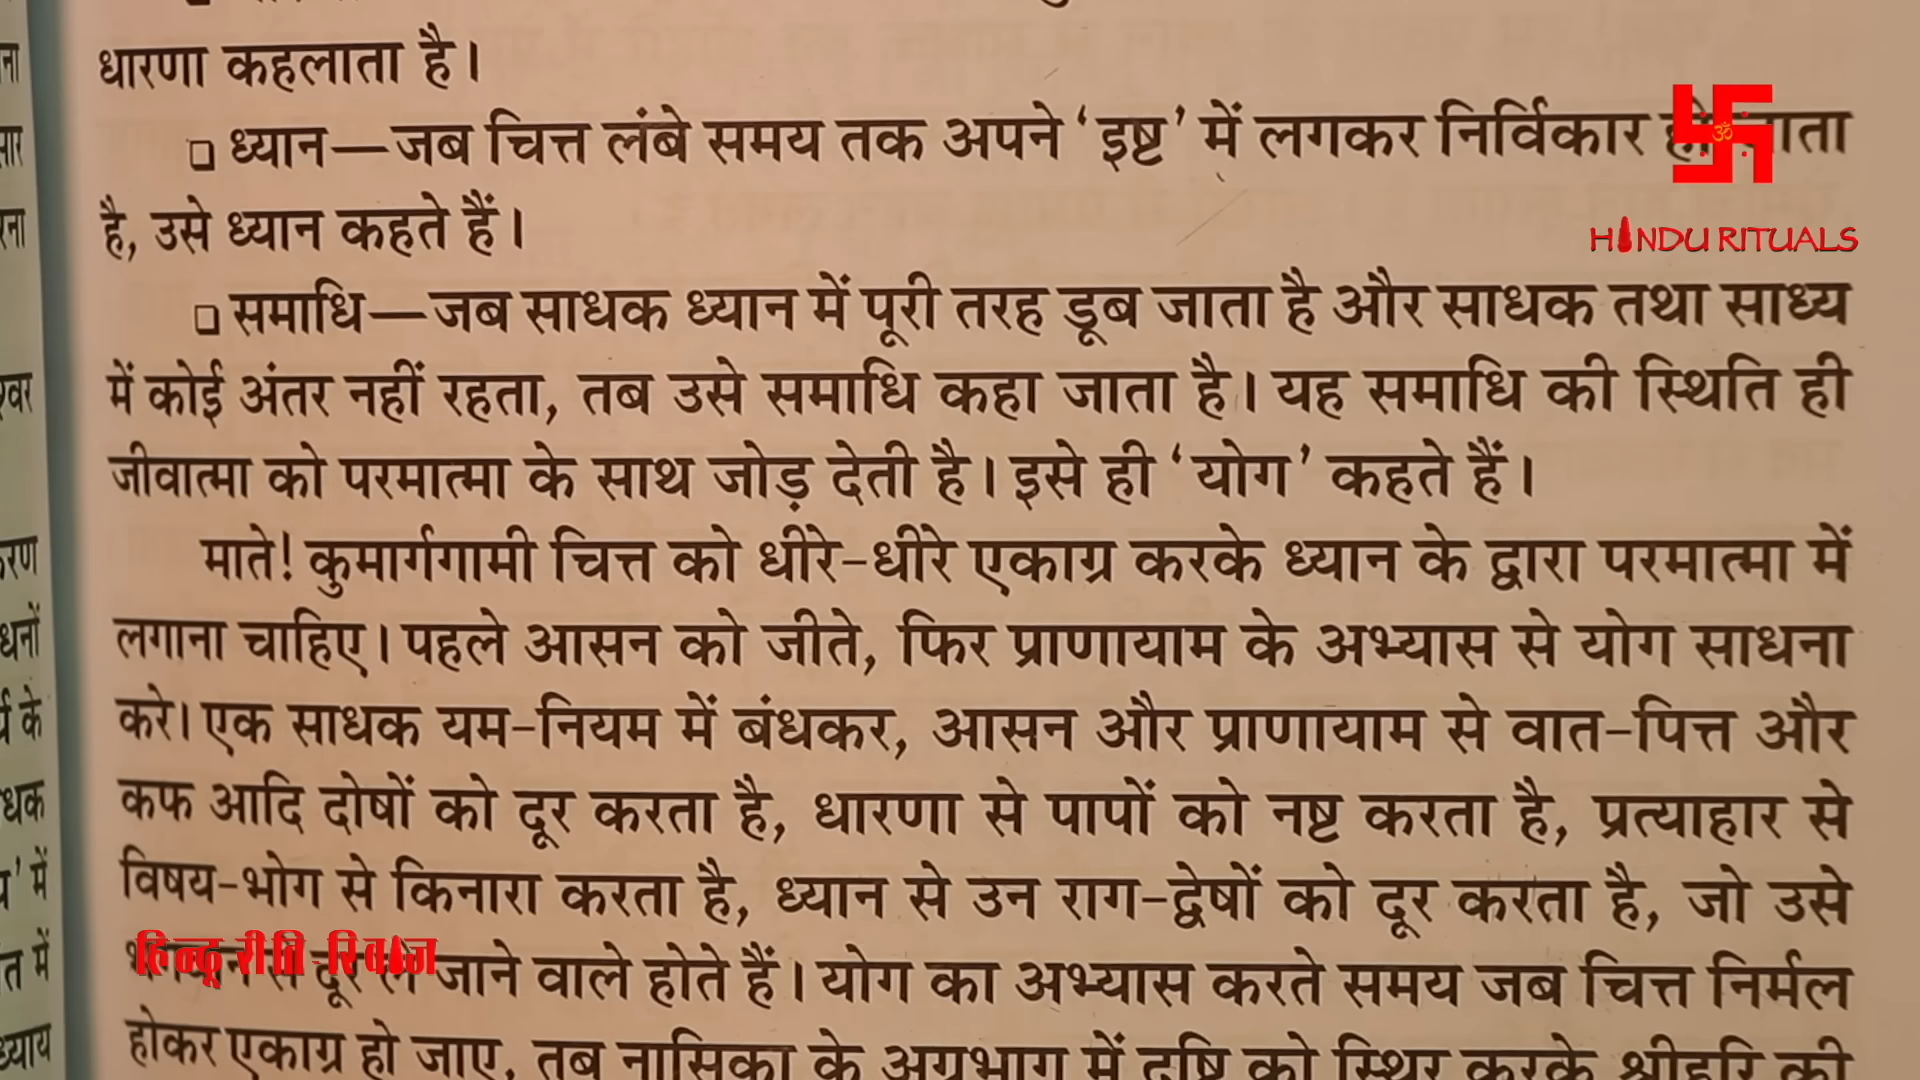 धारणा कहलाता है।
❑ ध्यान—जब चित्त लंबे समय तक अपने ‘इष्ट’ में लगकर निर्विकार
है, उसे ध्यान कहते हैं।
HINDU RITUALS
❑ समाधि—जब साधक ध्यान में पूरी तरह डूब जाता है और साधक तथा साध्य
में कोई अंतर नहीं रहता, तब उसे समाधि कहा जाता है। यह समाधि की स्थिति ही
जीवात्मा को परमात्मा के साथ जोड़ देती है। इसे ही ‘योग’ कहते हैं।
माते! कुमार्गगामी चित्त को धीरे-धीरे एकाग्र करके ध्यान के द्वारा परमात्मा में
लगाना चाहिए। पहले आसन को जीते, फिर प्राणायाम के अभ्यास से योग साधना
करे। एक साधक यम-नियम में बंधकर, आसन और प्राणायाम से वात-पित्त और
कफ आदि दोषों को दूर करता है, धारणा से पापों को नष्ट करता है, प्रत्याहार से
विषय-भोग से किनारा करता है, ध्यान से उन राग-द्वेषों को दूर करता है, जो उसे
हिन्दू रीति-रिवाज
दूर ले जाने वाले होते हैं। योग का अभ्यास करते समय जब चित्त निर्मल
होकर एकाग्र हो जाए, तब नासिका के अग्रभाग में दृष्टि को स्थिर करके श्रीहरि की